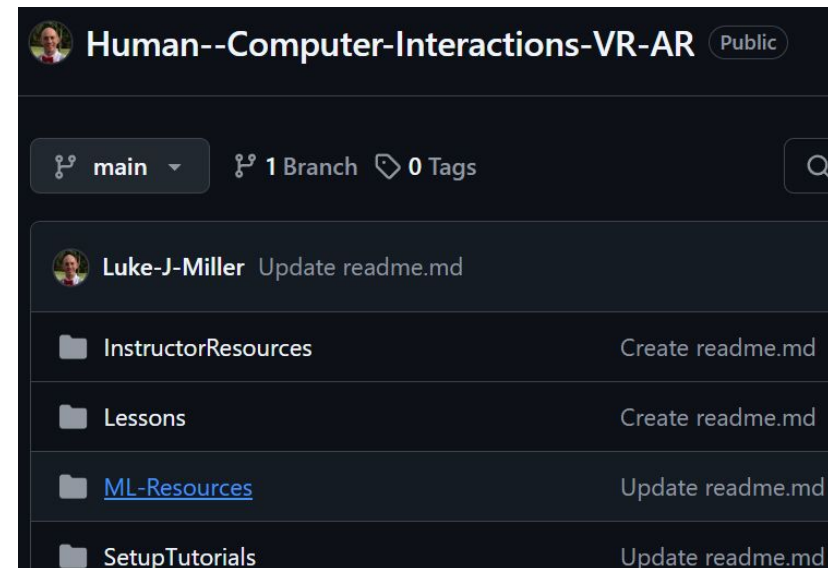 Human--Computer-Interactions-VR-AR Public
main 1 Branch 0 Tags
Luke-J-Miller Update readme.md
InstructorResources Create readme.md
Lessons Create readme.md
ML-Resources Update readme.md
SetupTutorials Update readme.md